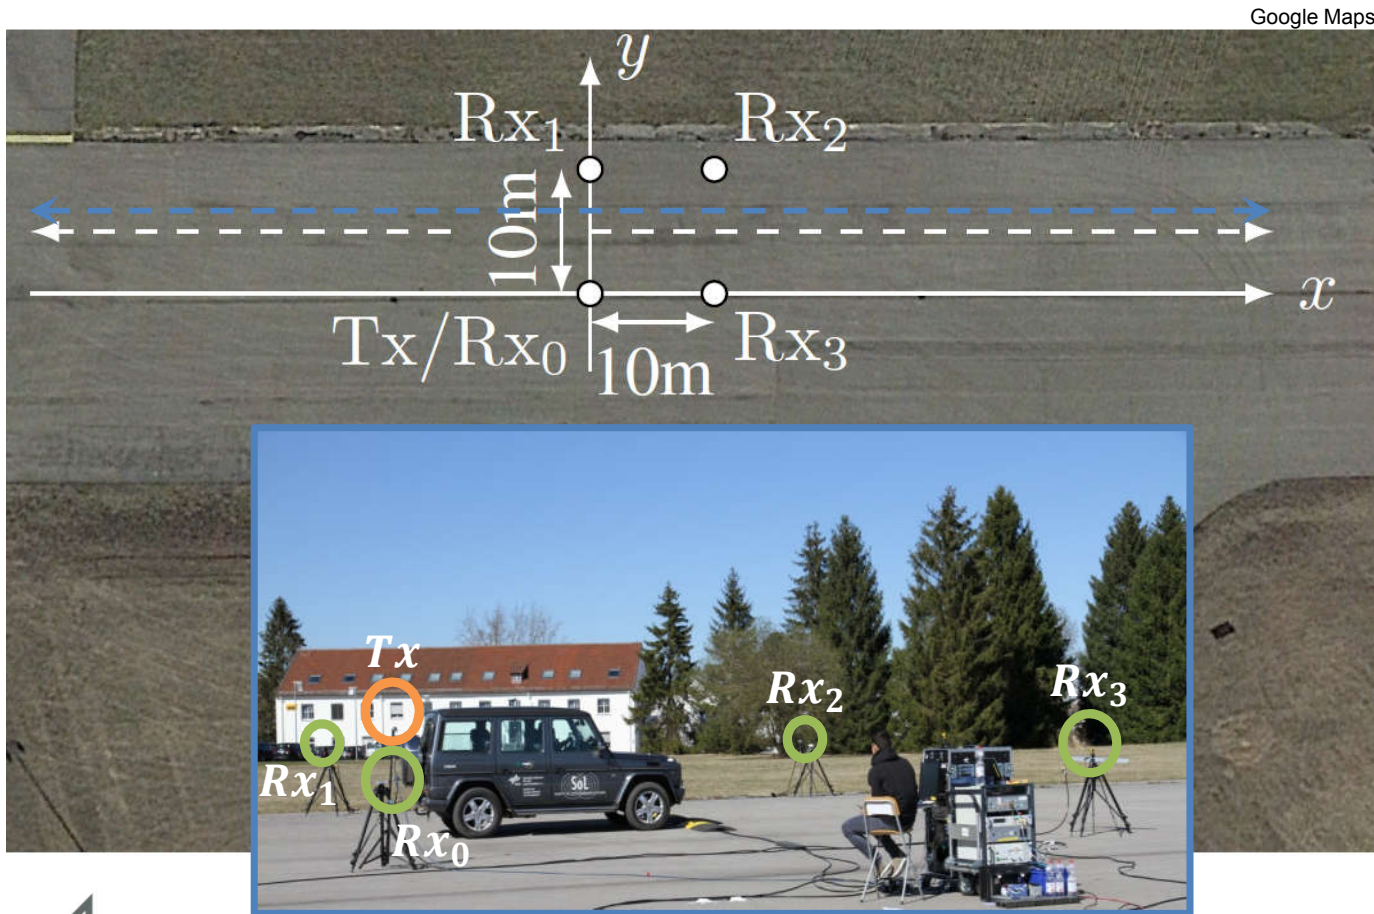 Google Maps
y
Rx₁
Rx₂
10m
x
Tx/Rx₀
10m
Rx₃
Tx
Rx₂
Rx₃
Rx₁
SoL
Rx₀